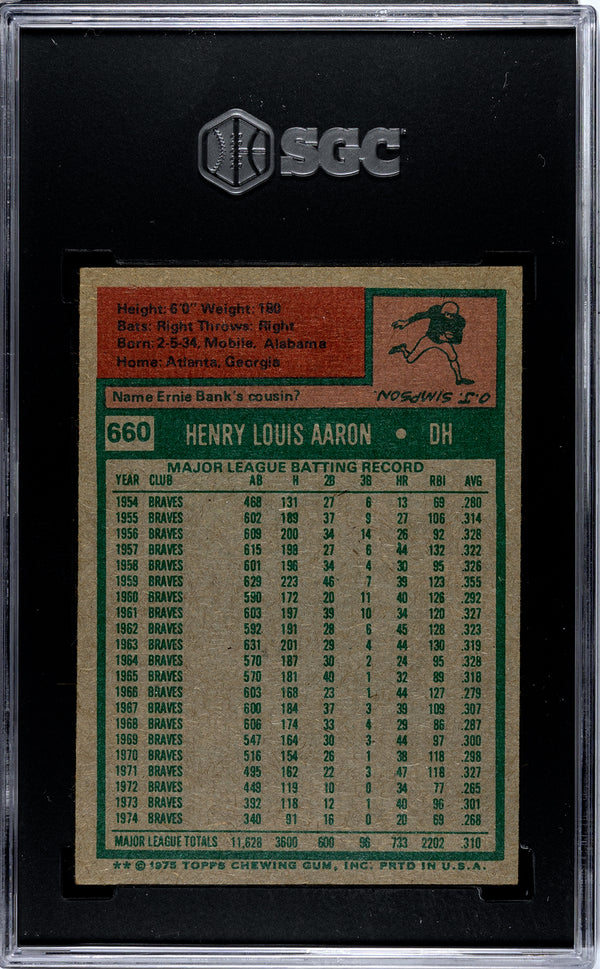 SGC
Height: 6'0" Weight: 180
Bats: Right Throws: Right
Born: 2-5-34, Mobile, Alabama
Home: Atlanta, Georgia
Name Ernie Bank's cousin?
O.J. SIMPSON
660 HENRY LOUIS AARON • DH
MAJOR LEAGUE BATTING RECORD
YEAR CLUB AB H 2B 3B HR RBI AVG
1954 BRAVES 468 131 27 6 13 69 .280
1955 BRAVES 602 189 37 9 27 106 .314
1956 BRAVES 609 200 34 14 26 92 .328
1957 BRAVES 615 198 27 6 44 132 .322
1958 BRAVES 601 196 34 4 30 95 .326
1959 BRAVES 629 223 46 7 39 123 .355
1960 BRAVES 590 172 20 11 40 126 .292
1961 BRAVES 603 197 39 10 34 120 .327
1962 BRAVES 592 191 28 6 45 128 .323
1963 BRAVES 631 201 29 4 44 130 .319
1964 BRAVES 570 187 30 2 24 95 .328
1965 BRAVES 570 181 40 1 32 89 .318
1966 BRAVES 603 168 23 1 44 127 .279
1967 BRAVES 600 184 37 3 39 109 .307
1968 BRAVES 606 174 33 4 29 86 .287
1969 BRAVES 547 164 30 3 44 97 .300
1970 BRAVES 516 154 26 1 38 118 .298
1971 BRAVES 495 162 22 3 47 118 .327
1972 BRAVES 449 119 10 0 34 77 .265
1973 BRAVES 392 118 12 1 40 96 .301
1974 BRAVES 340 91 16 0 20 69 .268
MAJOR LEAGUE TOTALS 11,628 3600 600 96 733 2202 .310
** © 1975 TOPPS CHEWING GUM, INC. PRTD IN U.S.A.